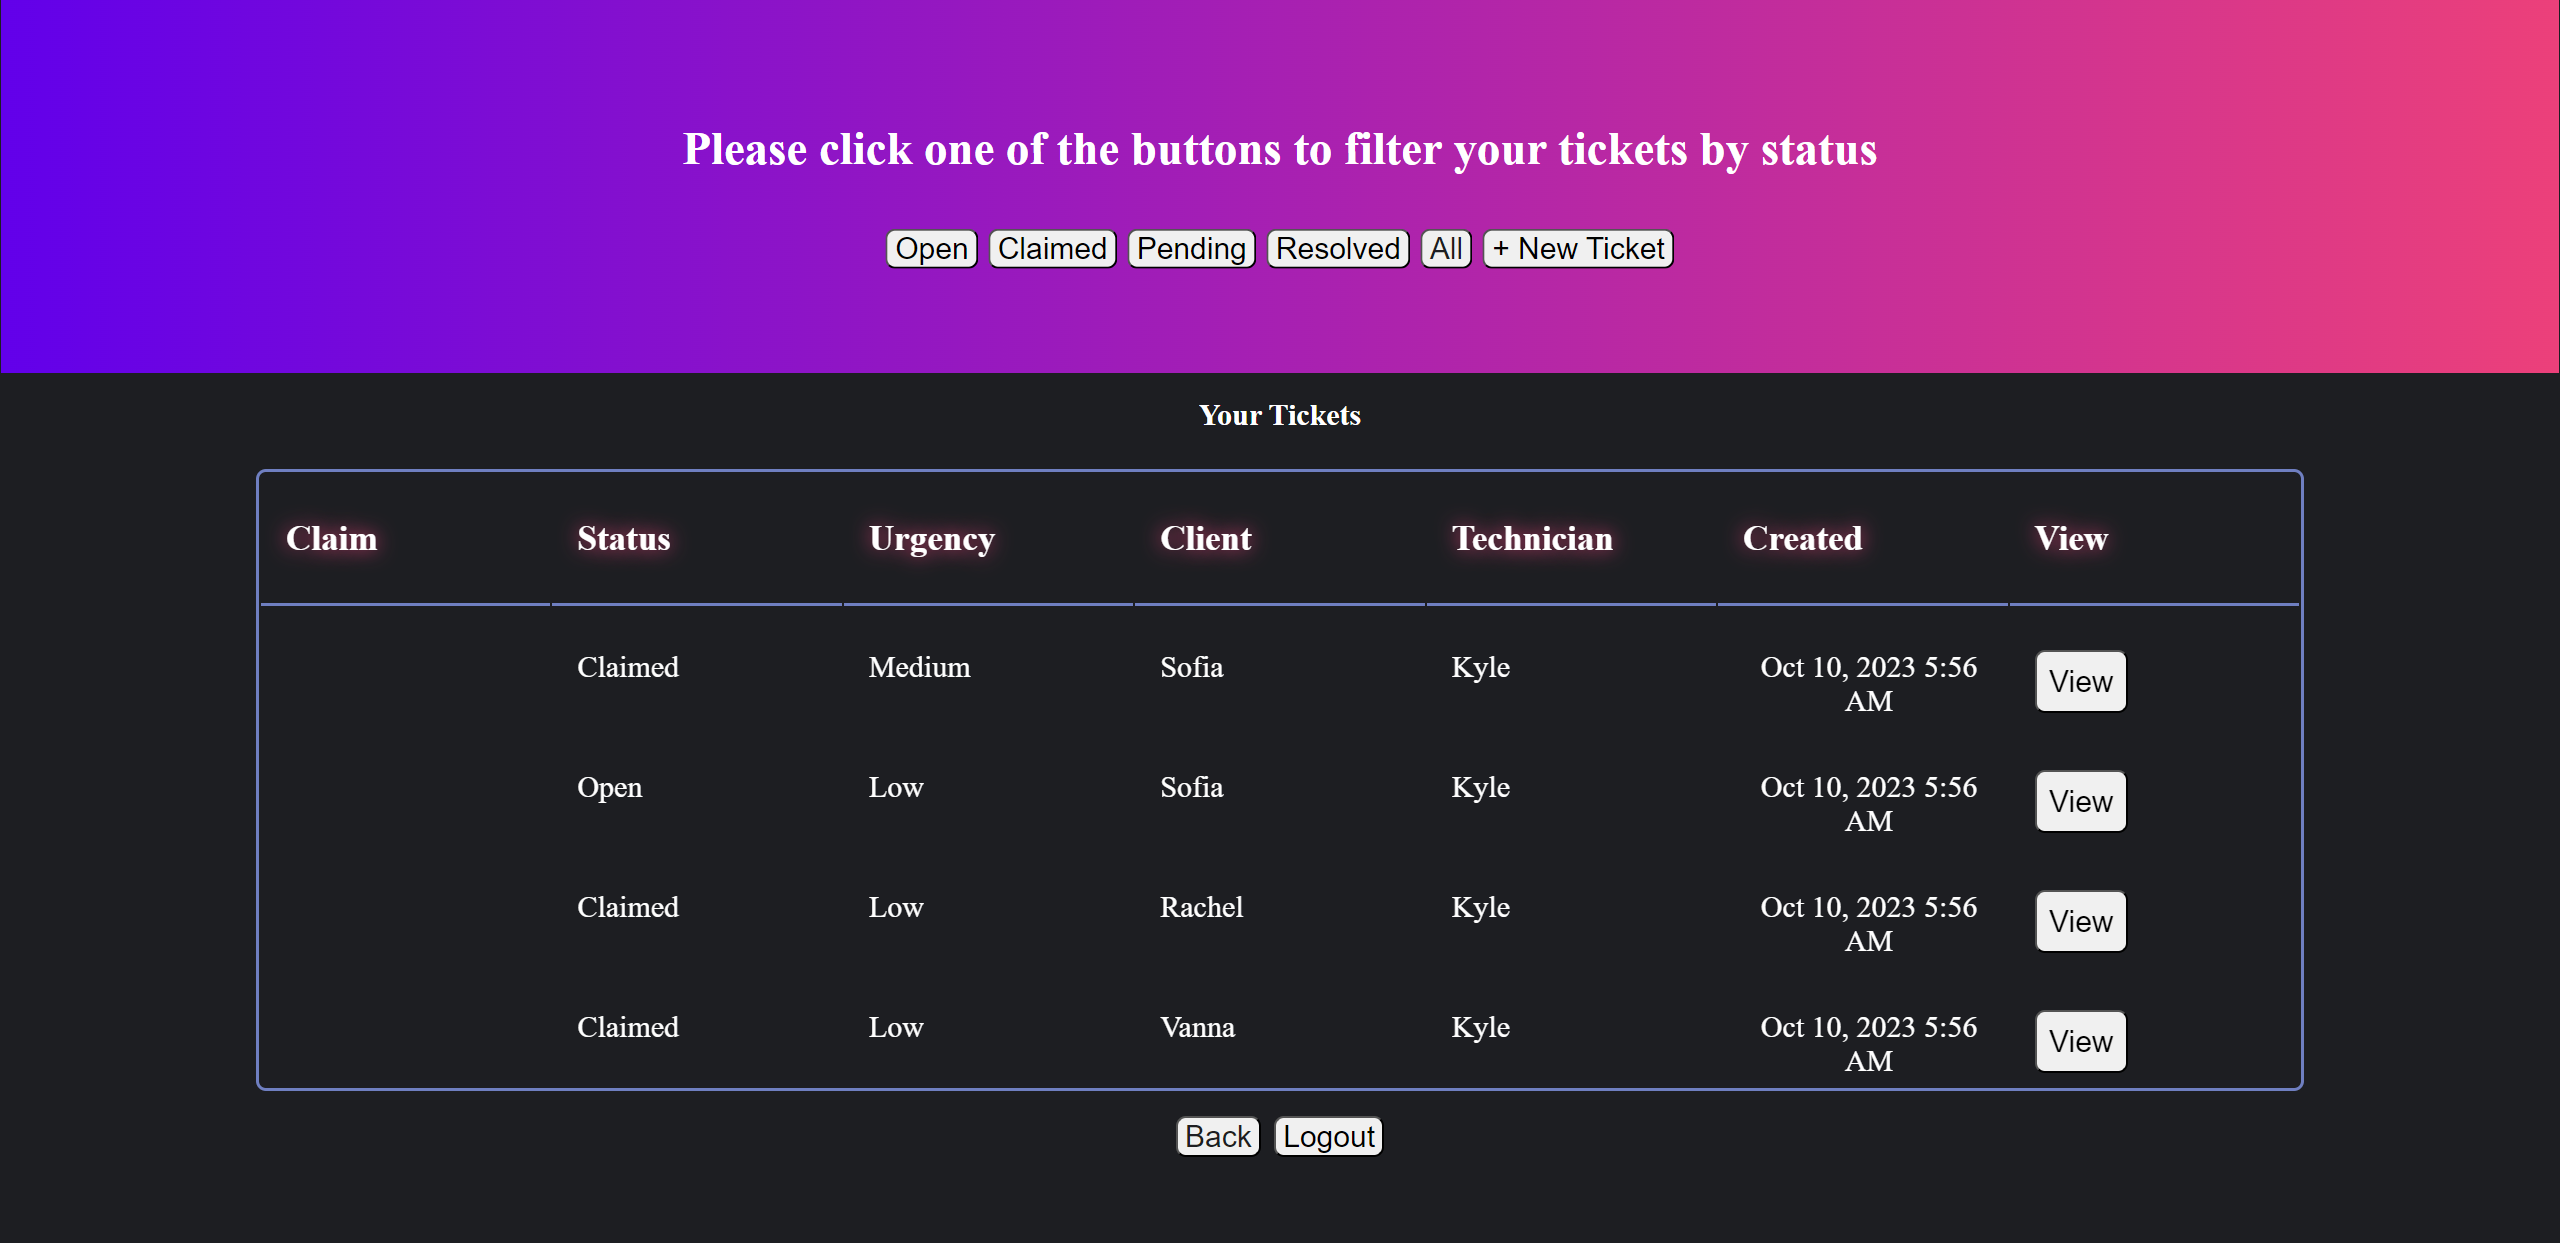 Please click one of the buttons to filter your tickets by status
Open Claimed Pending Resolved All + New Ticket
Your Tickets
Claim Status Urgency Client Technician Created View
Claimed Medium Sofia Kyle Oct 10, 2023 5:56 View
AM
Open Low Sofia Kyle Oct 10, 2023 5:56 View
AM
Claimed Low Rachel Kyle Oct 10, 2023 5:56 View
AM
Claimed Low Vanna Kyle Oct 10, 2023 5:56 View
AM
Back Logout